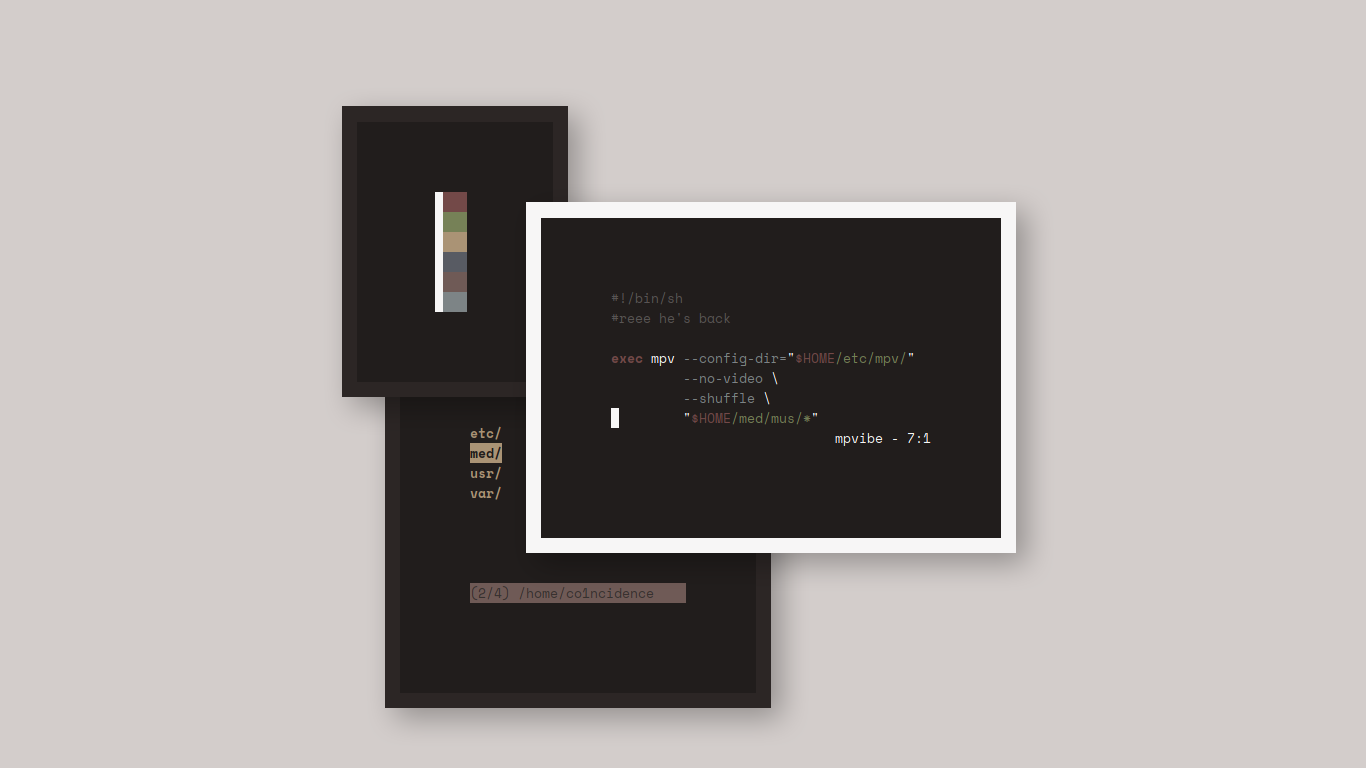 #!/bin/sh
#reee he's back
exec mpv --config-dir="$HOME/etc/mpv/"
--no-video \
--shuffle \
"$HOME/med/mus/*"
mpvibe - 7:1
etc/
med/
usr/
var/
(2/4) /home/co1ncidence